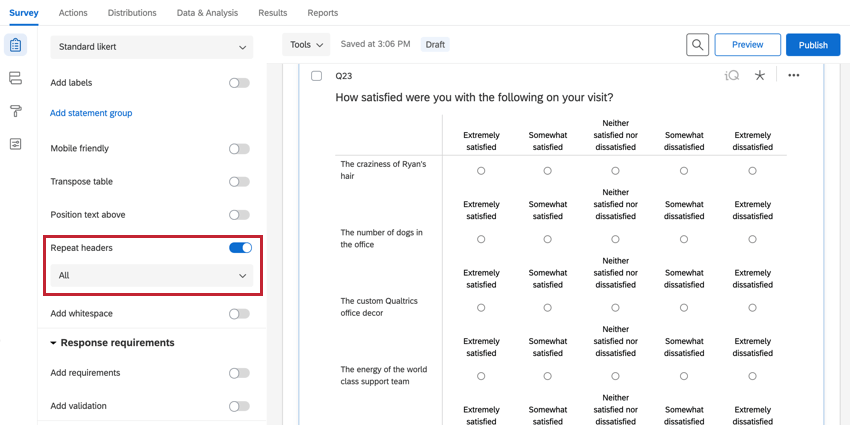 Survey Actions Distributions Data & Analysis Results Reports
Standard likert
Add labels
Add statement group
Mobile friendly
Transpose table
Position text above
Repeat headers
All
Add whitespace
Response requirements
Add requirements
Add validation
Tools Saved at 3:06 PM Draft Preview Publish
Q23 iQ
How satisfied were you with the following on your visit?
Neither
Extremely Somewhat satisfied nor Somewhat Extremely
satisfied satisfied dissatisfied dissatisfied dissatisfied
The craziness of Ryan's
hair
Neither
Extremely Somewhat satisfied nor Somewhat Extremely
satisfied satisfied dissatisfied dissatisfied dissatisfied
The number of dogs in
the office
Neither
Extremely Somewhat satisfied nor Somewhat Extremely
satisfied satisfied dissatisfied dissatisfied dissatisfied
The custom Qualtrics
office decor
Neither
Extremely Somewhat satisfied nor Somewhat Extremely
satisfied satisfied dissatisfied dissatisfied dissatisfied
The energy of the world
class support team
Neither
Extremely Somewhat satisfied nor Somewhat Extremely
satisfied satisfied dissatisfied dissatisfied dissatisfied